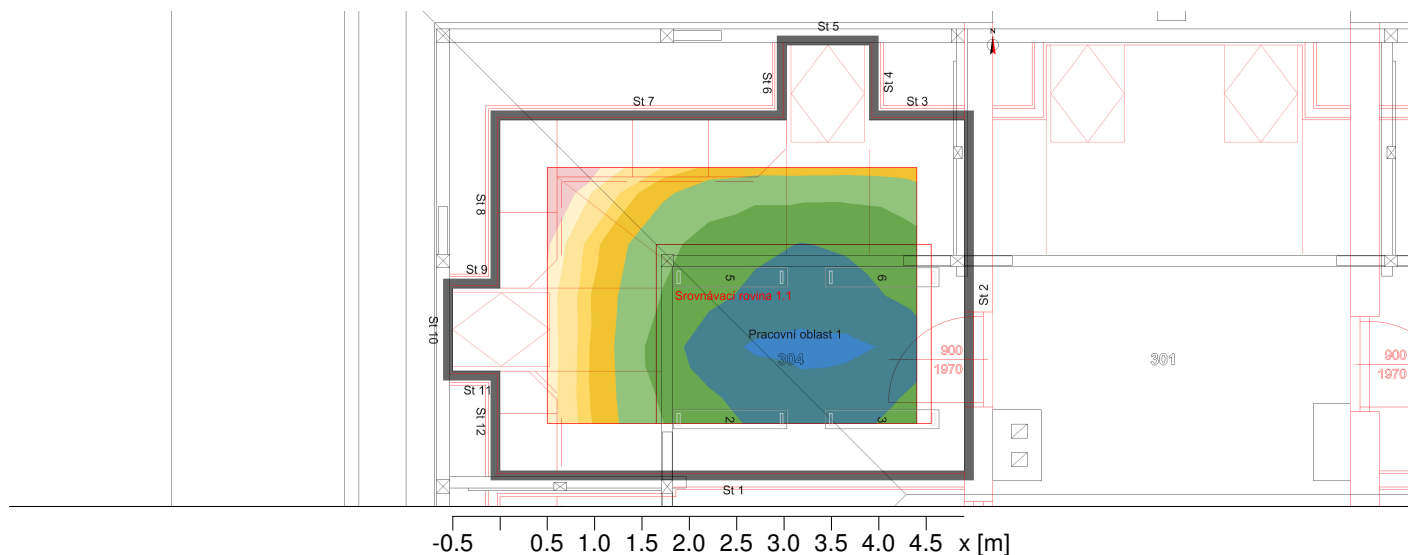 St 5
N
St 6
St 4
St 7
St 3
St 8
St 9
5
6
Srovnávací rovina 1.1
St 2
St 10
Pracovní oblast 1
304
900
1970
301
900
1970
St 11
St 12
2
3
St 1
-0.5 0.5 1.0 1.5 2.0 2.5 3.0 3.5 4.0 4.5 x [m]